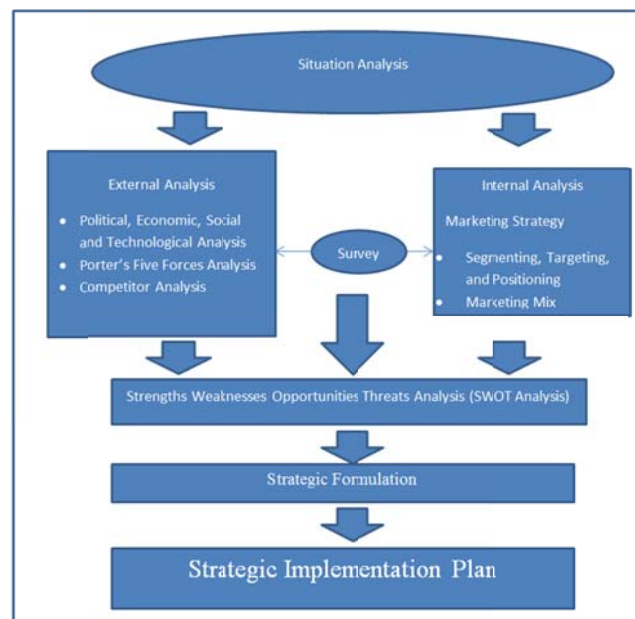 Situation Analysis
External Analysis
• Political, Economic, Social
and Technological Analysis
• Porter's Five Forces Analysis
• Competitor Analysis
Survey
Internal Analysis
Marketing Strategy
• Segmenting, Targeting,
and Positioning
• Marketing Mix
Strengths Weaknesses Opportunities Threats Analysis (SWOT Analysis)
Strategic Formulation
Strategic Implementation Plan